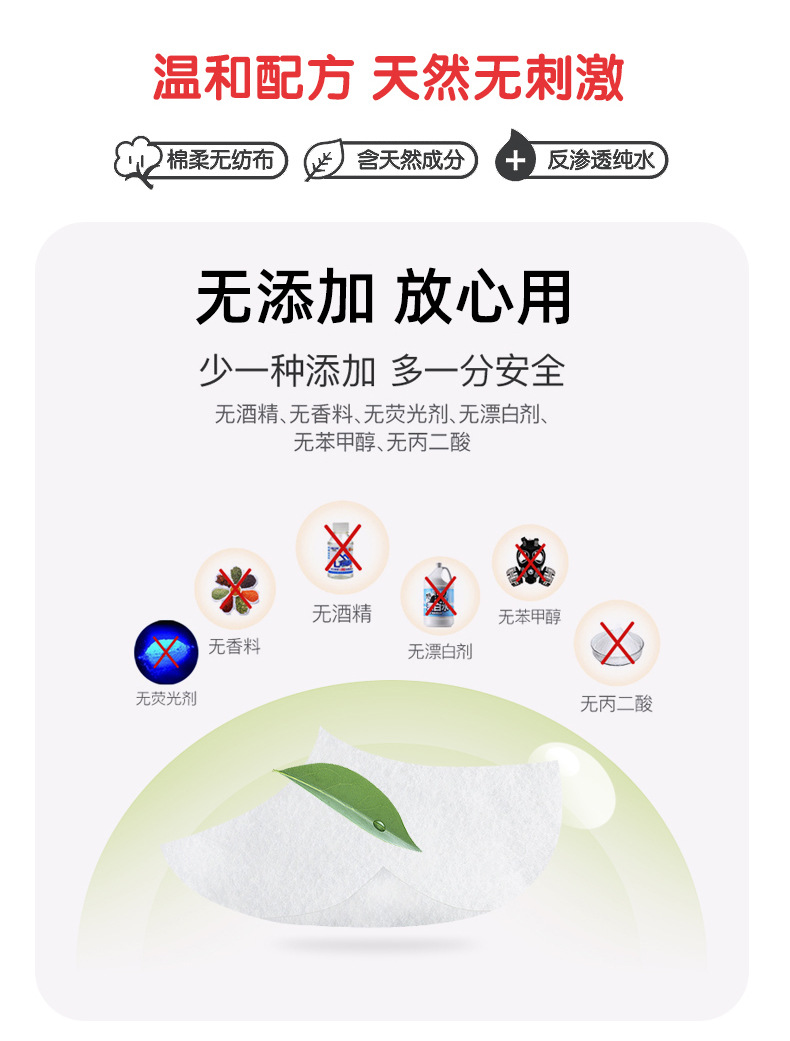 温和配方 天然无刺激
棉柔无纺布 含天然成分 反渗透纯水
无添加 放心用
少一种添加 多一分安全
无酒精、无香料、无荧光剂、无漂白剂、
无苯甲醇、无丙二酸
无酒精
无苯甲醇
无香料
无漂白剂
无荧光剂
无丙二酸